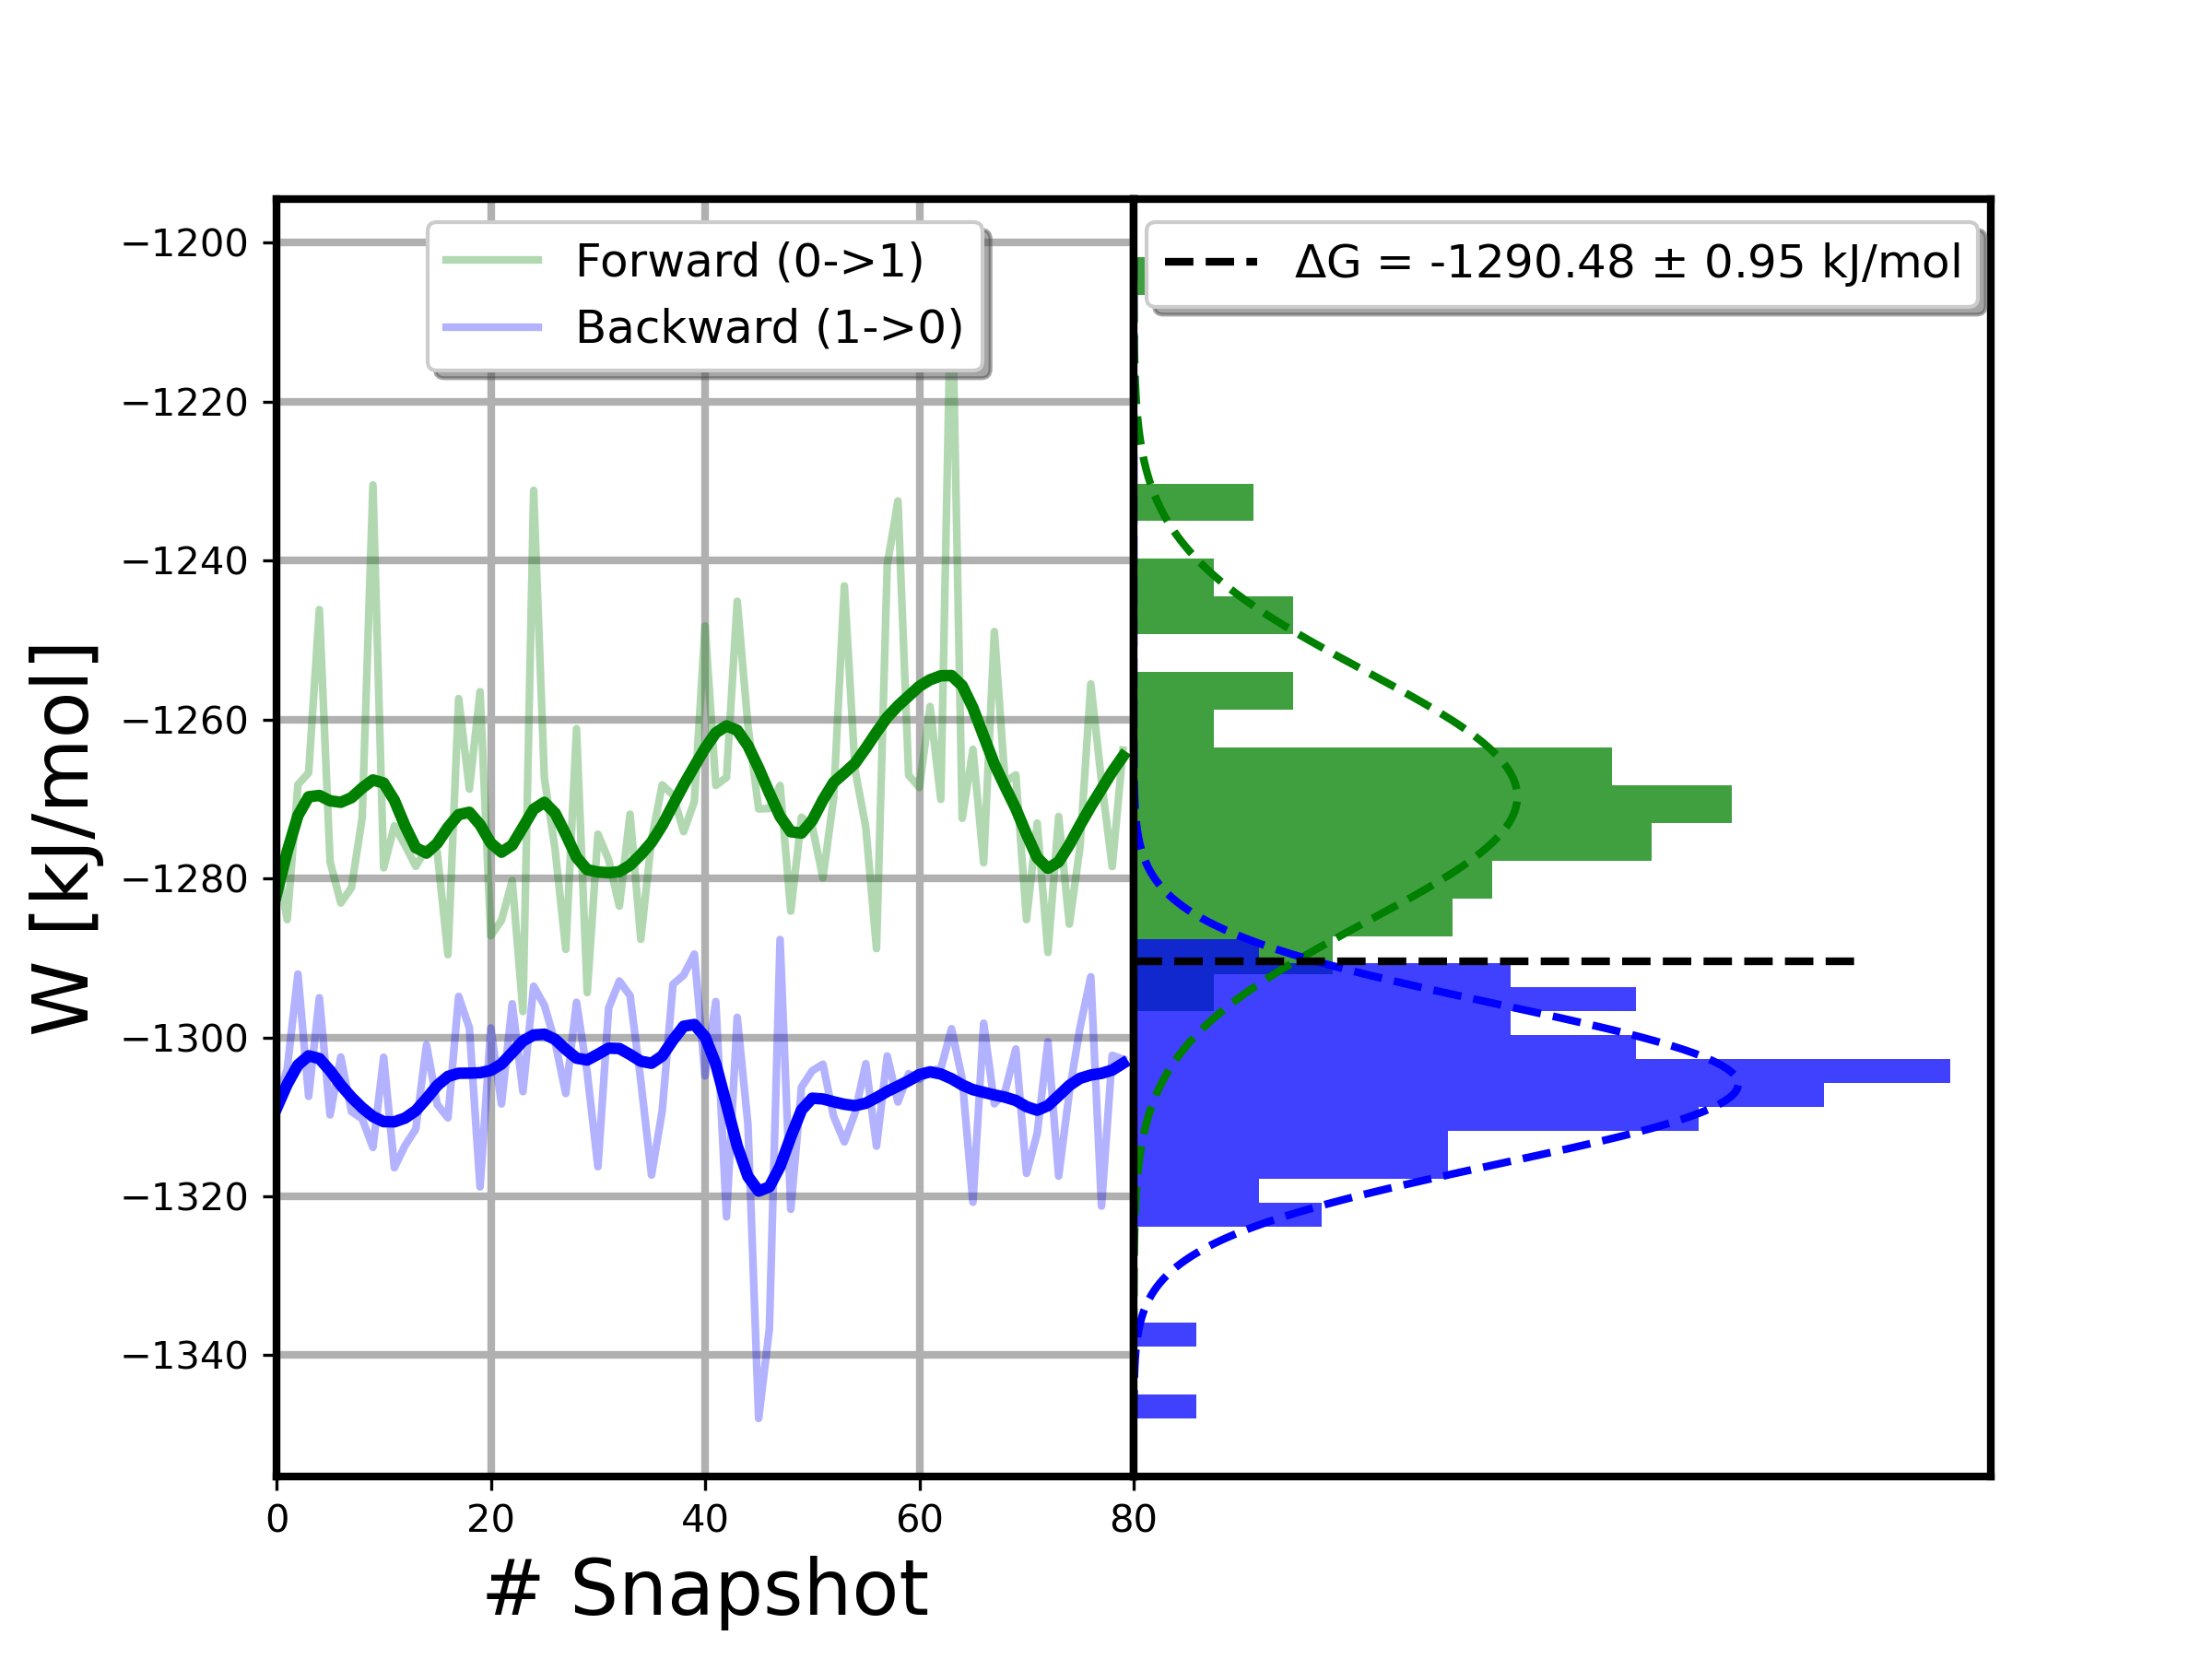 W [kJ/mol]
−1200
−1220
−1240
−1260
−1280
−1300
−1320
−1340
Forward (0->1)
Backward (1->0)
ΔG = -1290.48 ± 0.95 kJ/mol
0 20 40 60 80
# Snapshot